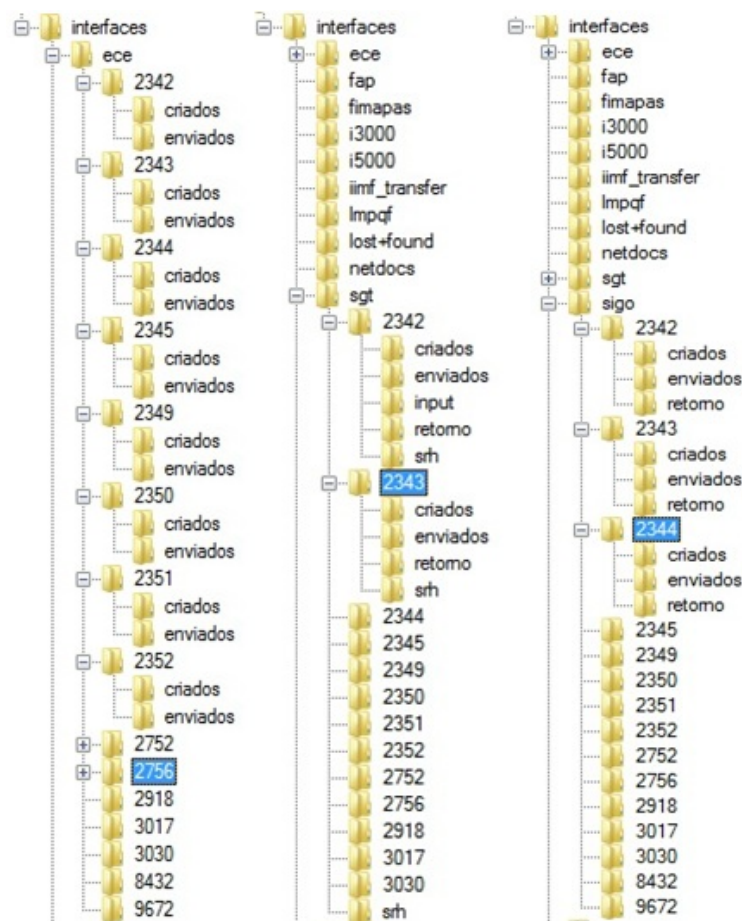 interfaces
ece
2342
criados
enviados
2343
criados
enviados
2344
criados
enviados
2345
criados
enviados
2349
criados
enviados
2350
criados
enviados
2351
criados
enviados
2352
criados
enviados
2752
2756
2918
3017
3030
8432
9672
interfaces
ece
fap
fimapas
i3000
i5000
iimf_transfer
lmpqf
lost+found
netdocs
sgt
2342
criados
enviados
input
retorno
srh
2343
criados
enviados
retorno
srh
2344
2345
2349
2350
2351
2352
2752
2756
2918
3017
3030
srh
interfaces
ece
fap
fimapas
i3000
i5000
iimf_transfer
lmpqf
lost+found
netdocs
sgt
sigo
2342
criados
enviados
retorno
2343
criados
enviados
retorno
2344
criados
enviados
retorno
2345
2349
2350
2351
2352
2752
2756
2918
3017
3030
8432
9672